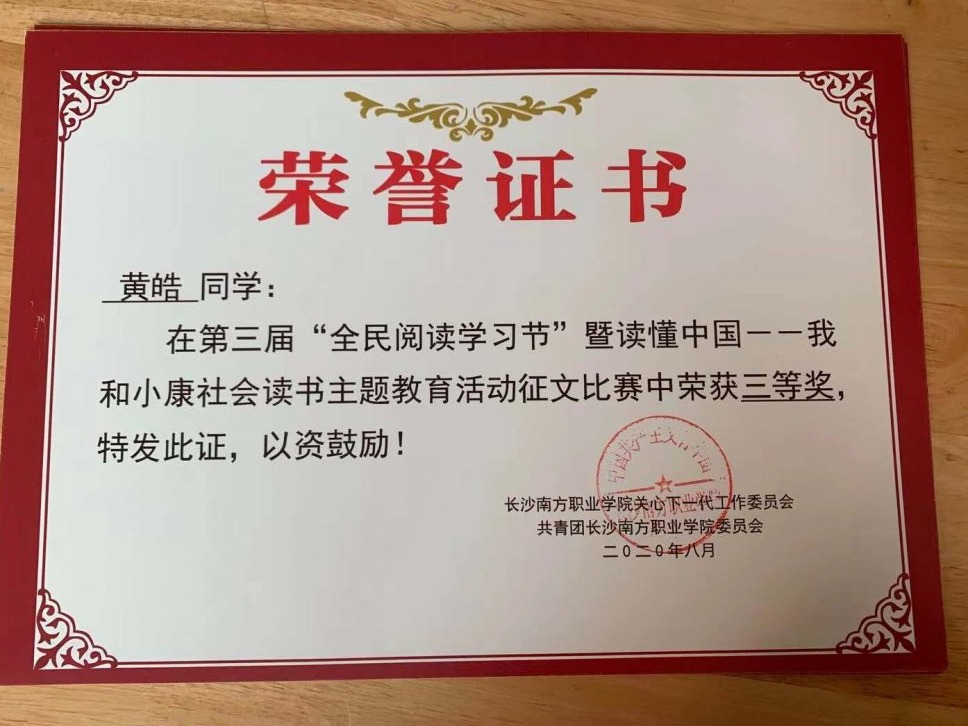 荣誉证书
黄皓 同学：
在第三届“全民阅读学习节”暨读懂中国——我
和小康社会读书主题教育活动征文比赛中荣获三等奖，
特发此证，以资鼓励！
长沙南方职业学院关心下一代工作委员会
共青团长沙南方职业学院委员会
二〇二〇年八月